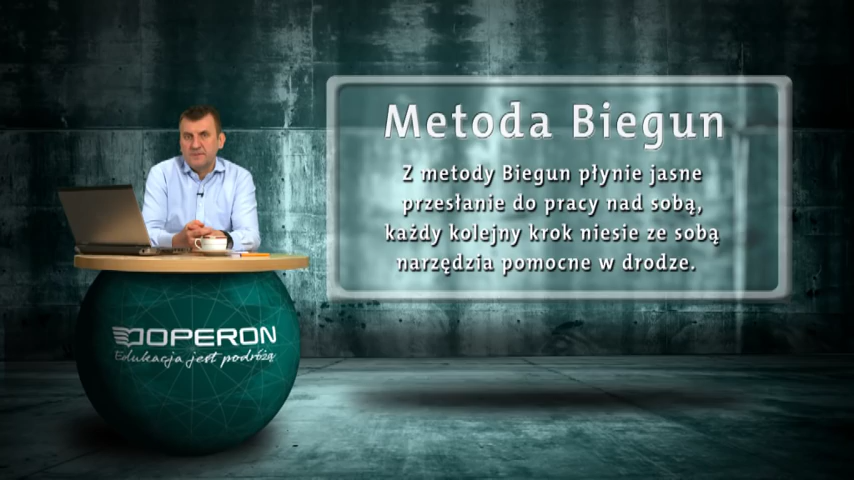 Metoda Biegun
Z metody Biegun płynie jasne
przesłanie do pracy nad sobą,
każdy kolejny krok niesie ze sobą
narzędzia pomocne w drodze.
OPERON
Edukacja jest podróżą